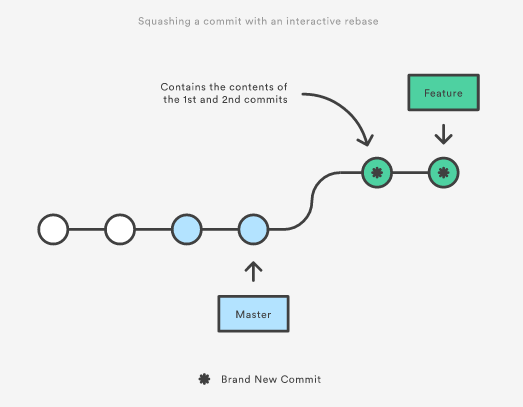 Squashing a commit with an interactive rebase
Contains the contents of
the 1st and 2nd commits
Feature
Master
Brand New Commit